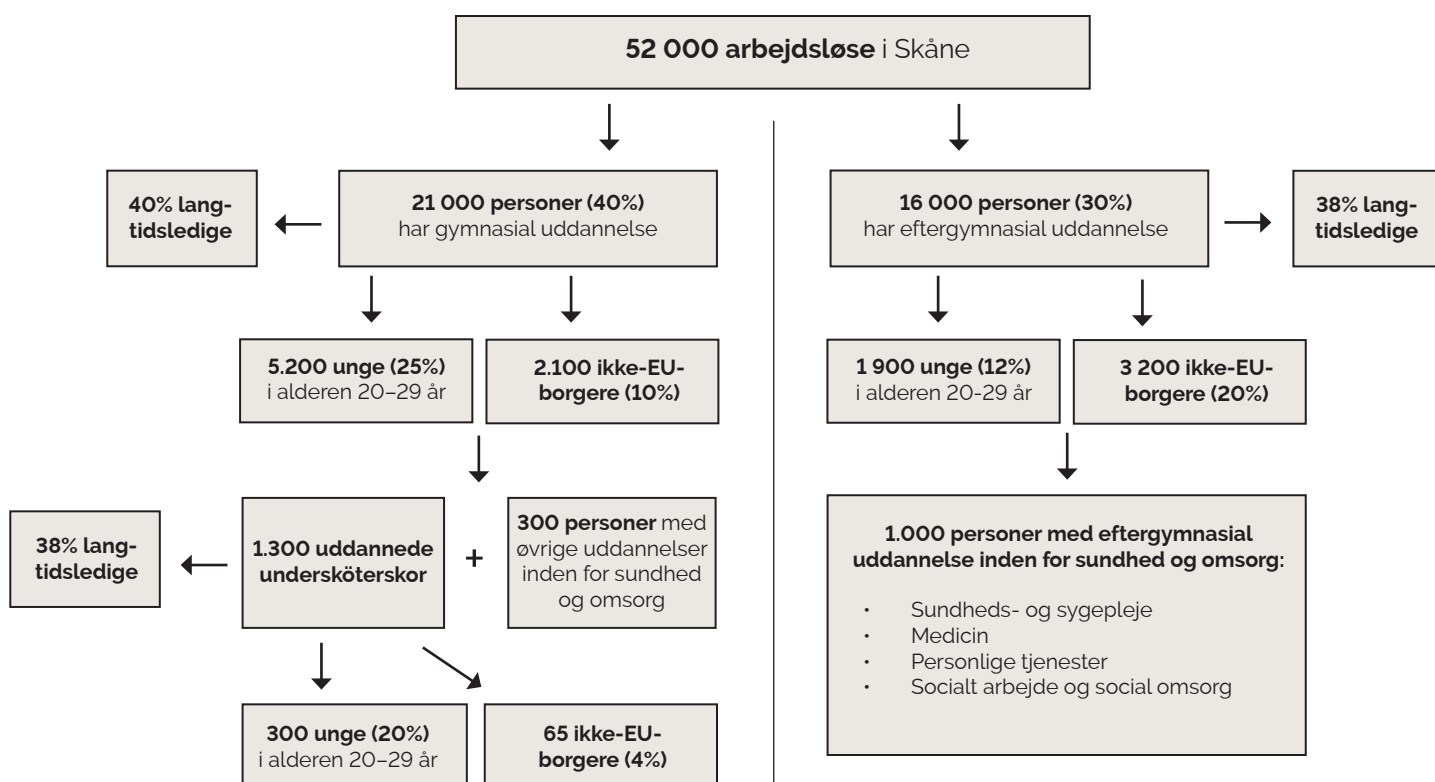 52 000 arbejdsløse i Skåne
40% lang-
tidsledige
21 000 personer (40%)
har gymnasial uddannelse
16 000 personer (30%)
har eftergymnasial uddannelse
38% lang-
tidsledige
5.200 unge (25%)
i alderen 20–29 år
2.100 ikke-EU-
borgere (10%)
1 900 unge (12%)
i alderen 20-29 år
3 200 ikke-EU-
borgere (20%)
38% lang-
tidsledige
1.300 uddannede
undersköterskor
+
300 personer med
øvrige uddannelser
inden for sundhed
og omsorg
1.000 personer med eftergymnasial
uddannelse inden for sundhed og omsorg:
• Sundheds- og sygepleje
• Medicin
• Personlige tjenester
• Socialt arbejde og social omsorg
300 unge (20%)
i alderen 20–29 år
65 ikke-EU-
borgere (4%)